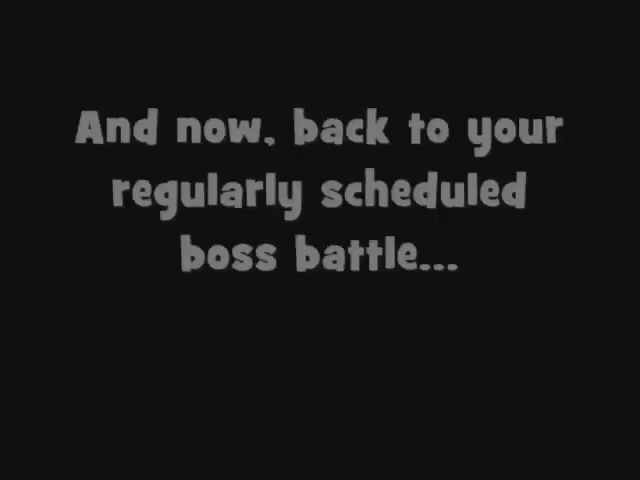 And now, back to your
regularly scheduled
boss battle...